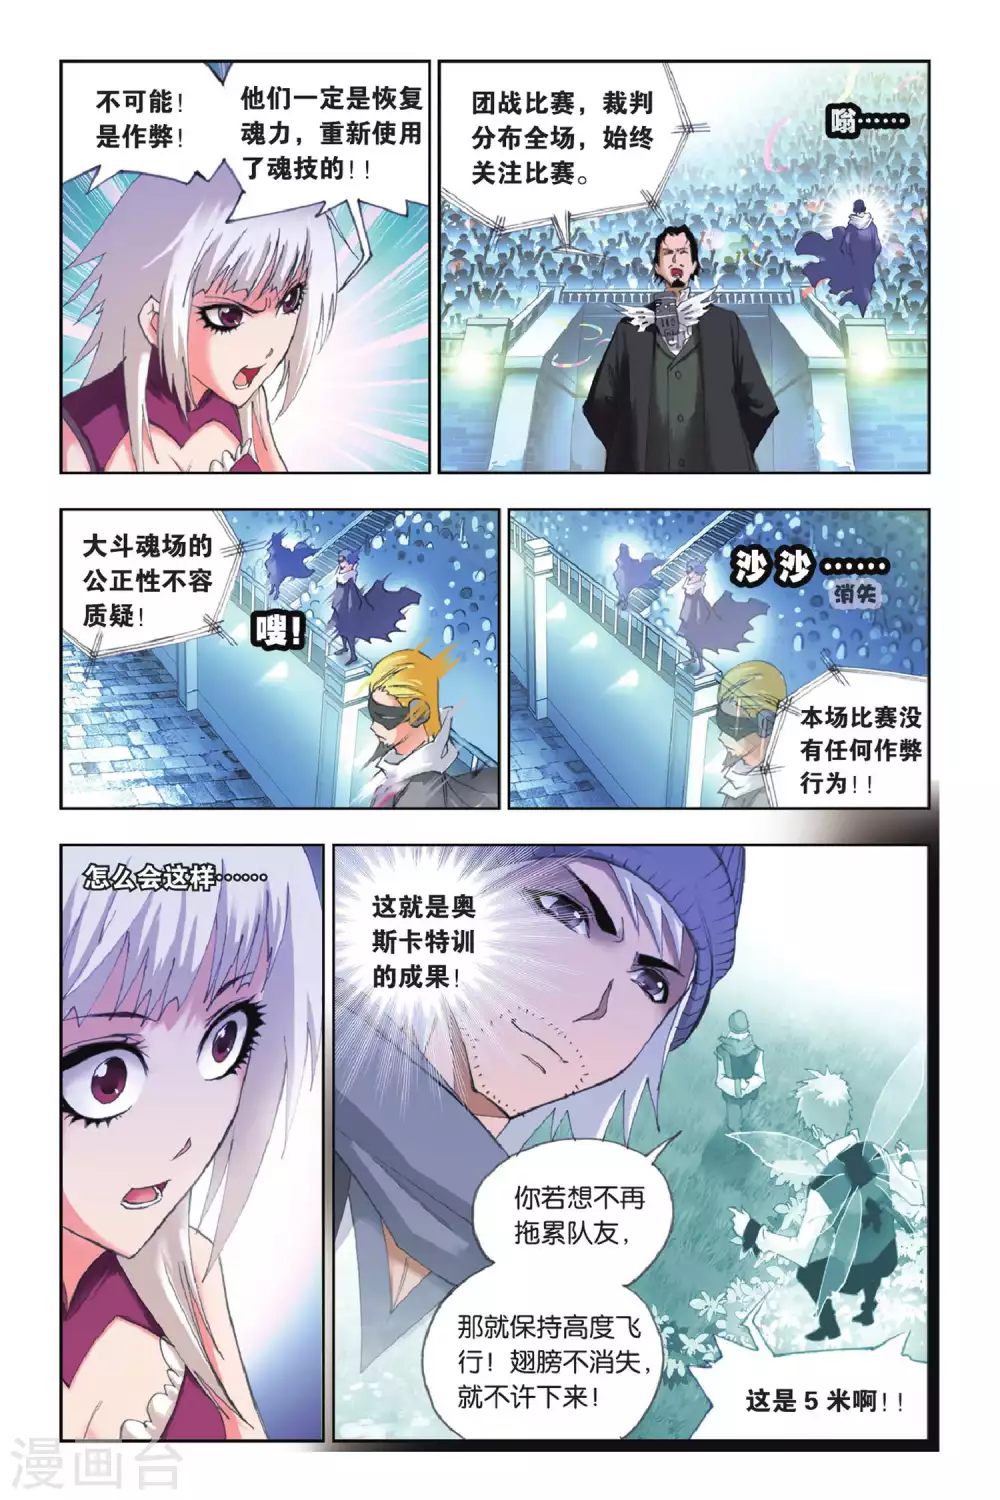 不可能！
是作弊！
他们一定是恢复
魂力，重新使用
了魂技的！！
团战比赛，裁判
分布全场，始终
关注比赛。
嗡……
大斗魂场的
公正性不容
质疑！
嗖！
沙沙……
消失
本场比赛没
有任何作弊
行为！！
怎么会这样……
这就是奥
斯卡特训
的成果！
你若想不再
拖累队友，
那就保持高度飞
行！翅膀不消失，
就不许下来！
这是5米啊！！
漫画台